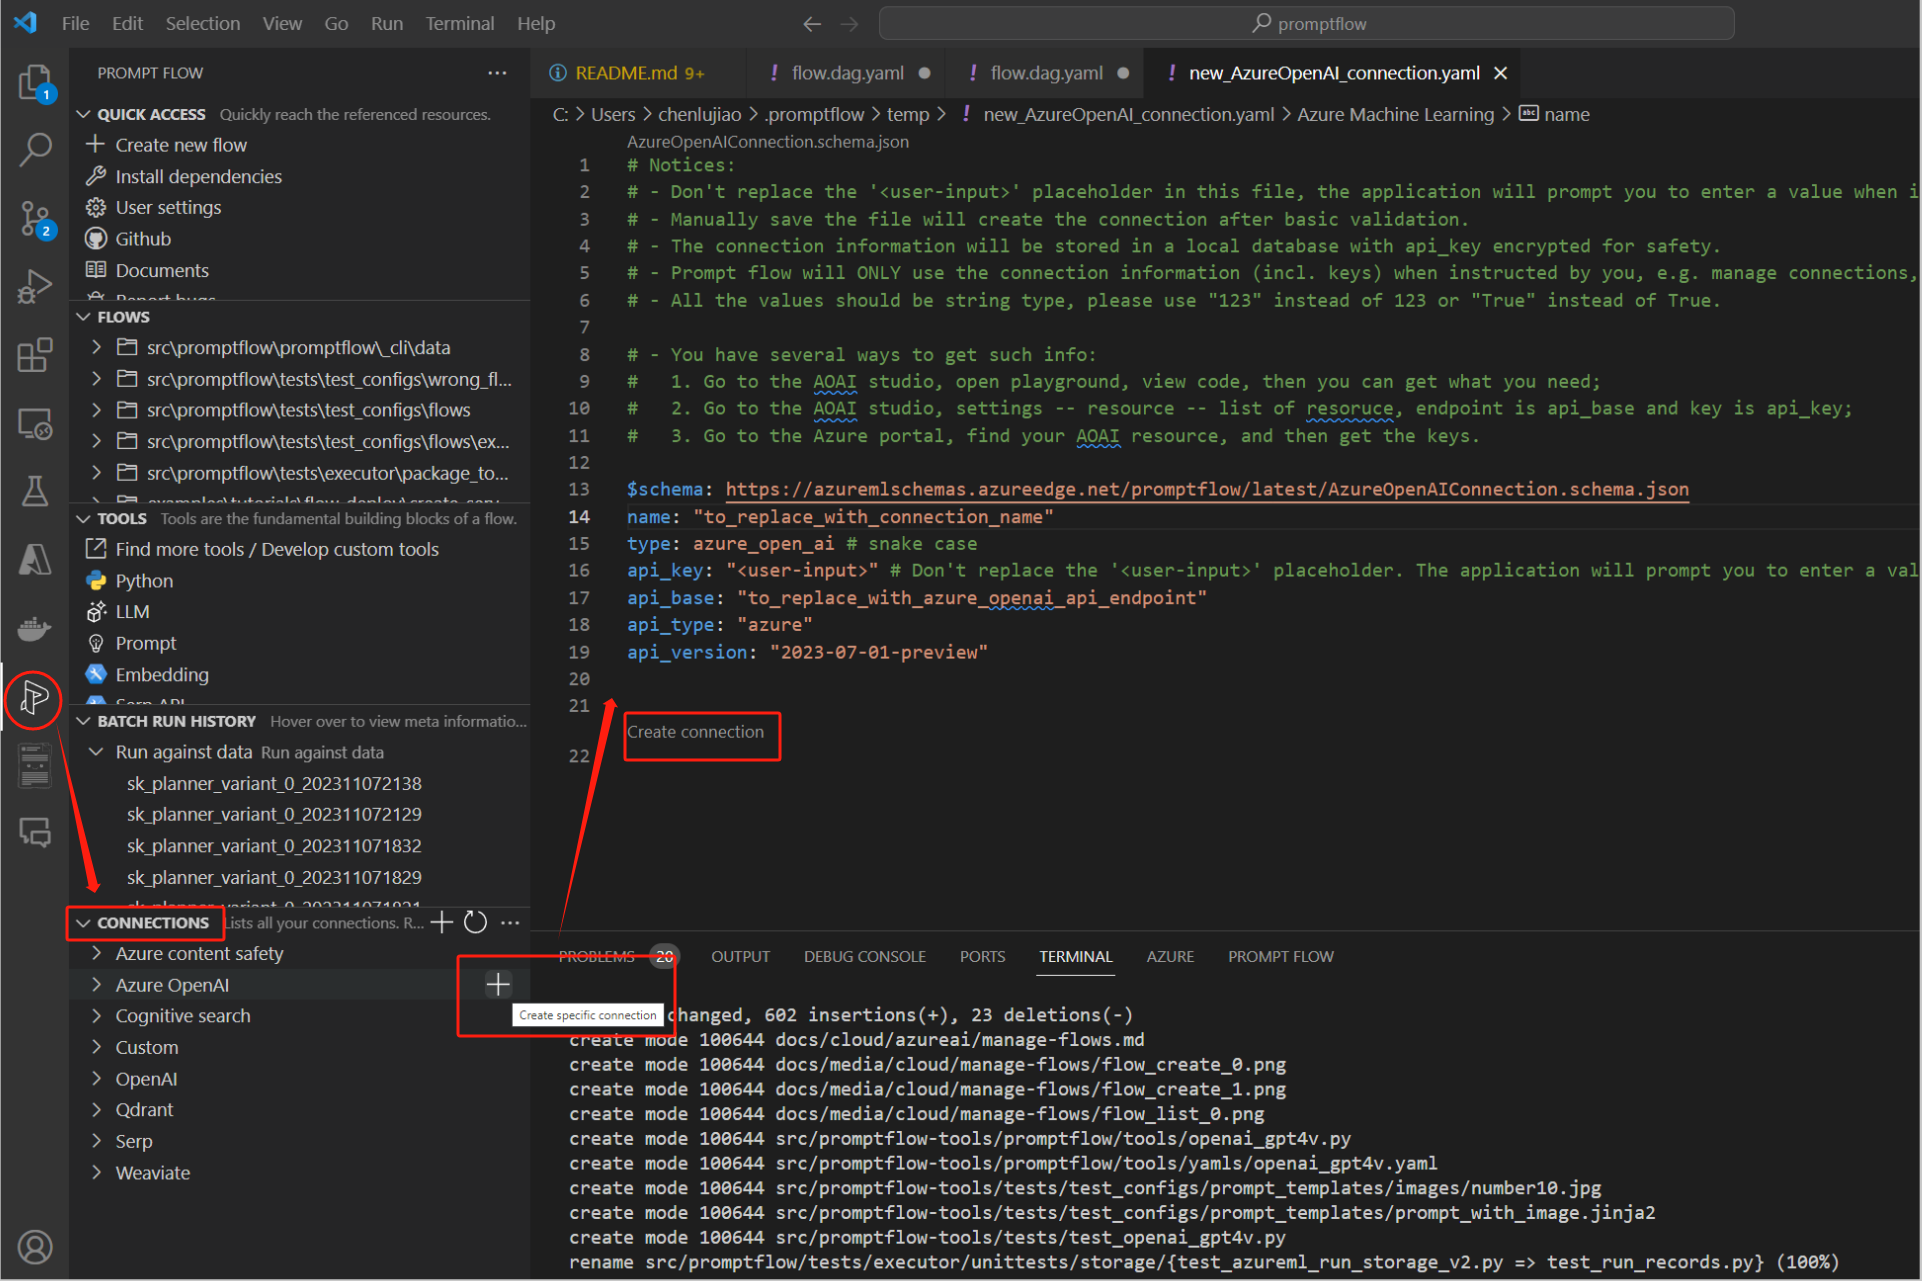 File Edit Selection View Go Run Terminal Help
promptflow
1
2
PROMPT FLOW
QUICK ACCESS Quickly reach the referenced resources.
Create new flow
Install dependencies
User settings
Github
Documents
Report bugs
FLOWS
src\promptflow\promptflow\_cli\data
src\promptflow\tests\test_configs\wrong_fl...
src\promptflow\tests\test_configs\flows
src\promptflow\tests\test_configs\flows\ex...
src\promptflow\tests\executor\package_to...
TOOLS Tools are the fundamental building blocks of a flow.
Find more tools / Develop custom tools
Python
LLM
Prompt
Embedding
Serp API
BATCH RUN HISTORY Hover over to view meta informatio...
Run against data Run against data
sk_planner_variant_0_202311072138
sk_planner_variant_0_202311072129
sk_planner_variant_0_202311071832
sk_planner_variant_0_202311071829
sk_planner_variant_0_202311071821
CONNECTIONS Lists all your connections. R...
Azure content safety
Azure OpenAI
Create specific connection
Cognitive search
Custom
OpenAI
Qdrant
Serp
Weaviate
README.md 9+
! flow.dag.yaml
! flow.dag.yaml
! new_AzureOpenAI_connection.yaml
C: > Users > chenlujiao > .promptflow > temp > ! new_AzureOpenAI_connection.yaml > Azure Machine Learning > abc name
AzureOpenAIConnection.schema.json
1 # Notices:
2 # - Don't replace the '<user-input>' placeholder in this file, the application will prompt you to enter a value when i
3 # - Manually save the file will create the connection after basic validation.
4 # - The connection information will be stored in a local database with api_key encrypted for safety.
5 # - Prompt flow will ONLY use the connection information (incl. keys) when instructed by you, e.g. manage connections,
6 # - All the values should be string type, please use "123" instead of 123 or "True" instead of True.
7
8 # - You have several ways to get such info:
9 # 1. Go to the AOAI studio, open playground, view code, then you can get what you need;
10 # 2. Go to the AOAI studio, settings -- resource -- list of resoruce, endpoint is api_base and key is api_key;
11 # 3. Go to the Azure portal, find your AOAI resource, and then get the keys.
12
13 $schema: https://azuremlschemas.azureedge.net/promptflow/latest/AzureOpenAIConnection.schema.json
14 name: "to_replace_with_connection_name"
15 type: azure_open_ai # snake case
16 api_key: "<user-input>" # Don't replace the '<user-input>' placeholder. The application will prompt you to enter a val
17 api_base: "to_replace_with_azure_openai_api_endpoint"
18 api_type: "azure"
19 api_version: "2023-07-01-preview"
20
21
Create connection
22
PROBLEMS 20 OUTPUT DEBUG CONSOLE PORTS TERMINAL AZURE PROMPT FLOW
changed, 602 insertions(+), 23 deletions(-)
create mode 100644 docs/cloud/azureai/manage-flows.md
create mode 100644 docs/media/cloud/manage-flows/flow_create_0.png
create mode 100644 docs/media/cloud/manage-flows/flow_create_1.png
create mode 100644 docs/media/cloud/manage-flows/flow_list_0.png
create mode 100644 src/promptflow-tools/promptflow/tools/openai_gpt4v.py
create mode 100644 src/promptflow-tools/promptflow/tools/yamls/openai_gpt4v.yaml
create mode 100644 src/promptflow-tools/tests/test_configs/prompt_templates/images/number10.jpg
create mode 100644 src/promptflow-tools/tests/test_configs/prompt_templates/prompt_with_image.jinja2
create mode 100644 src/promptflow-tools/tests/test_openai_gpt4v.py
rename src/promptflow/tests/executor/unittests/storage/{test_azureml_run_storage_v2.py => test_run_records.py} (100%)